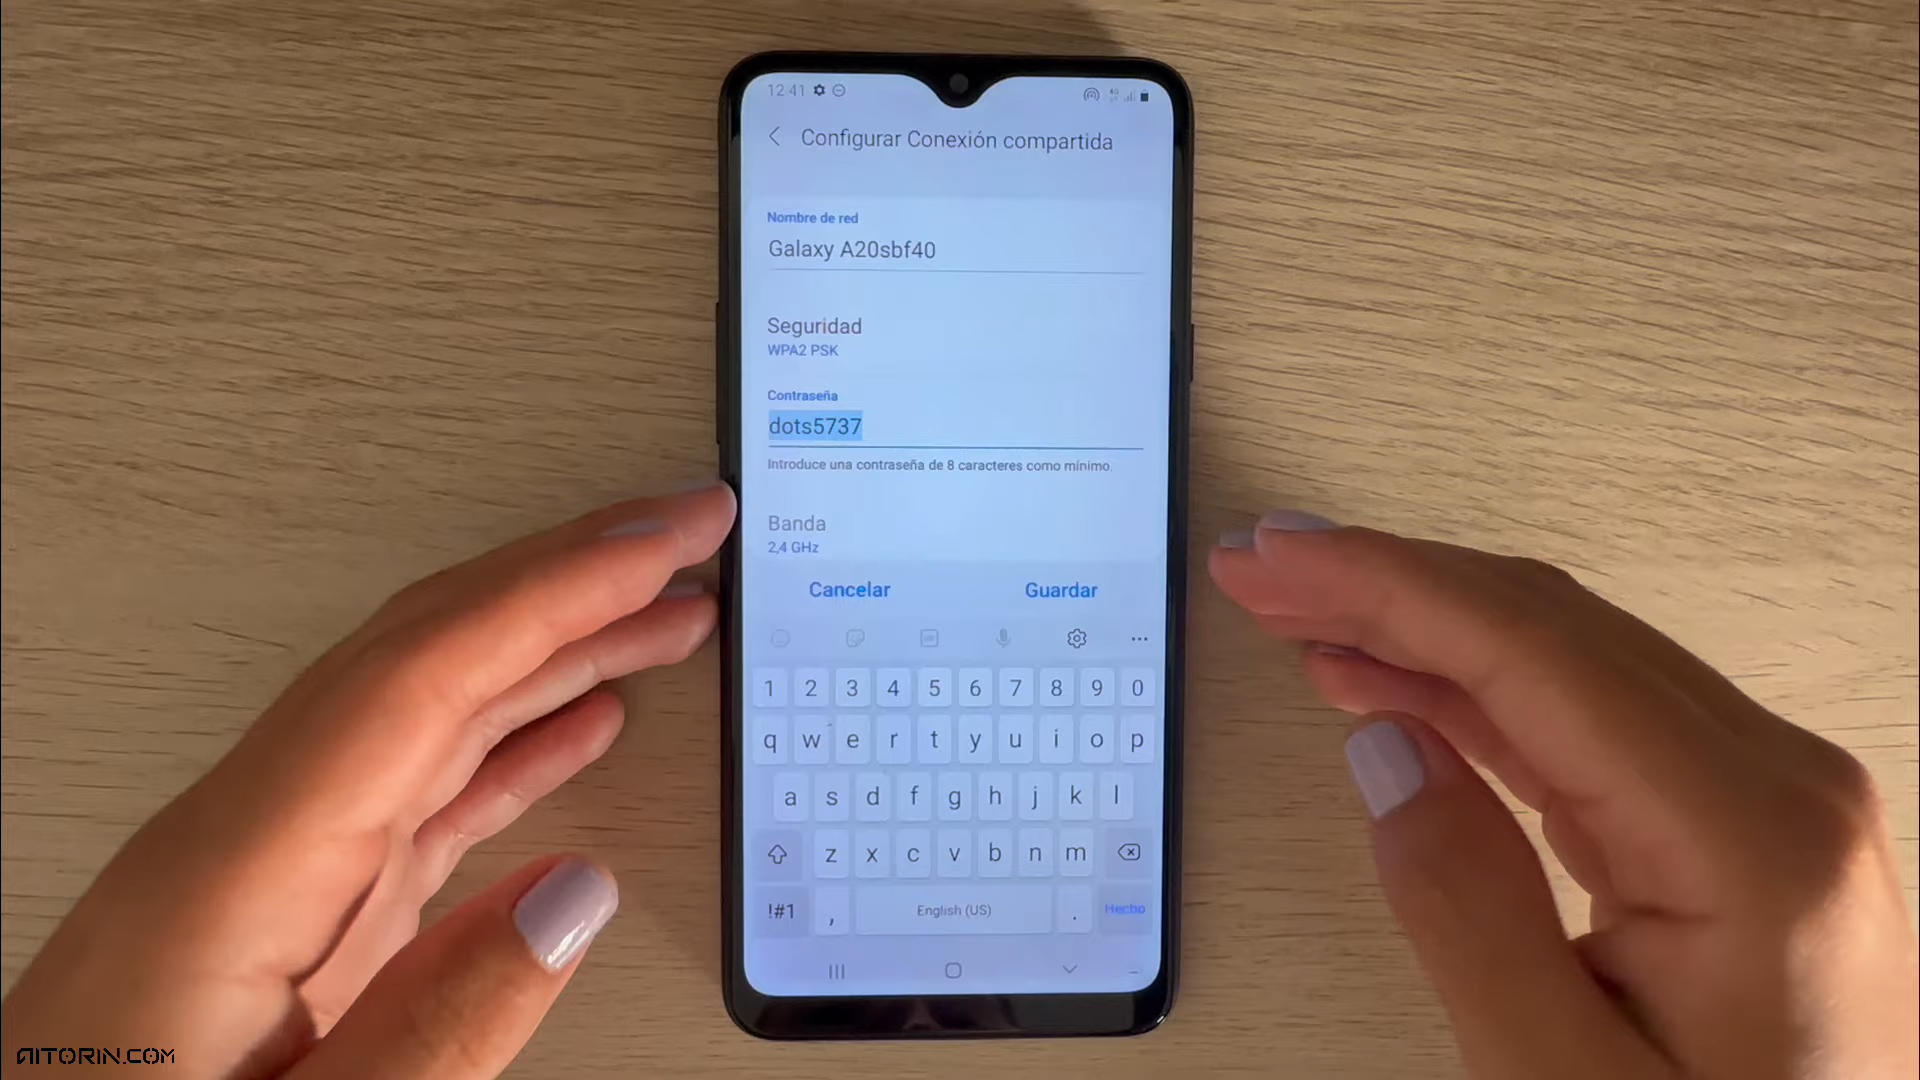 12:41
4G
Configurar Conexión compartida
Nombre de red
Galaxy A20sbf40
Seguridad
WPA2 PSK
Contraseña
dots5737
Introduce una contraseña de 8 caracteres como mínimo.
Banda
2,4 GHz
Cancelar Guardar
1 2 3 4 5 6 7 8 9 0
q w e r t y u i o p
a s d f g h j k l
z x c v b n m
!#1 , English (US) . Hecho
AITORIN.COM